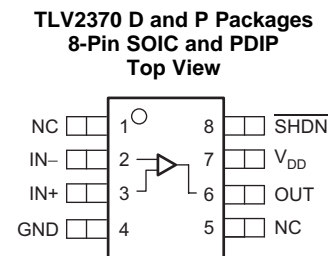 TLV2370 D and P Packages
8-Pin SOIC and PDIP
Top View
NC 1 8 SHDN
IN– 2 7 VDD
IN+ 3 6 OUT
GND 4 5 NC